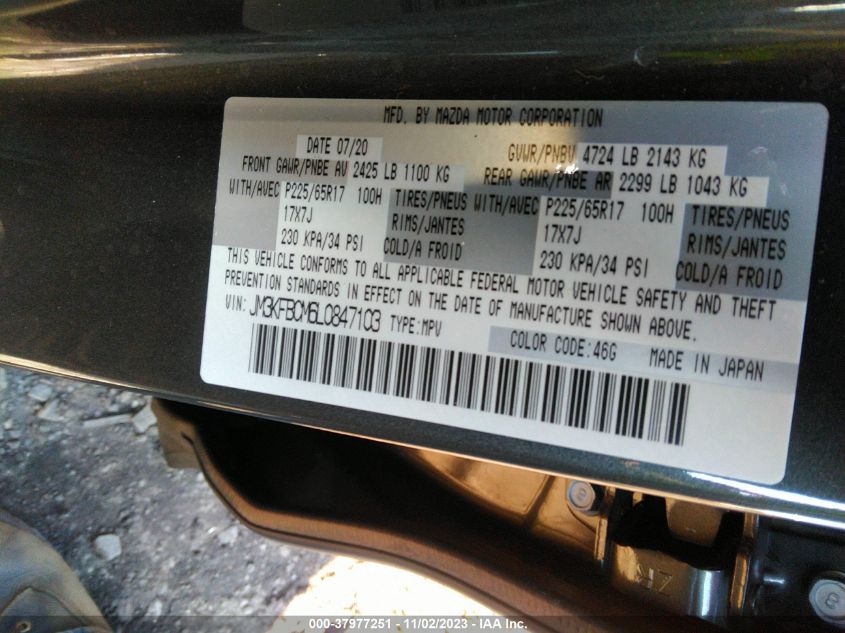 MFD. BY MAZDA MOTOR CORPORATION
DATE 07/20 GVWR/PNBV 4724 LB 2143 KG
FRONT GAWR/PNBE AV 2425 LB 1100 KG REAR GAWR/PNBE AR 2299 LB 1043 KG
WITH/AVEC P225/65R17 100H TIRES/PNEUS WITH/AVEC P225/65R17 100H TIRES/PNEUS
17X7J RIMS/JANTES 17X7J RIMS/JANTES
230 KPA/34 PSI COLD/A FROID 230 KPA/34 PSI COLD/A FROID
THIS VEHICLE CONFORMS TO ALL APPLICABLE FEDERAL MOTOR VEHICLE SAFETY AND THEFT
PREVENTION STANDARDS IN EFFECT ON THE DATE OF MANUFACTURE SHOWN ABOVE.
VIN: JM3KFBCM6L0847103 TYPE:MPV
COLOR CODE:46G MADE IN JAPAN
8
ZK
8
000-37977251 - 11/02/2023 - IAA Inc.